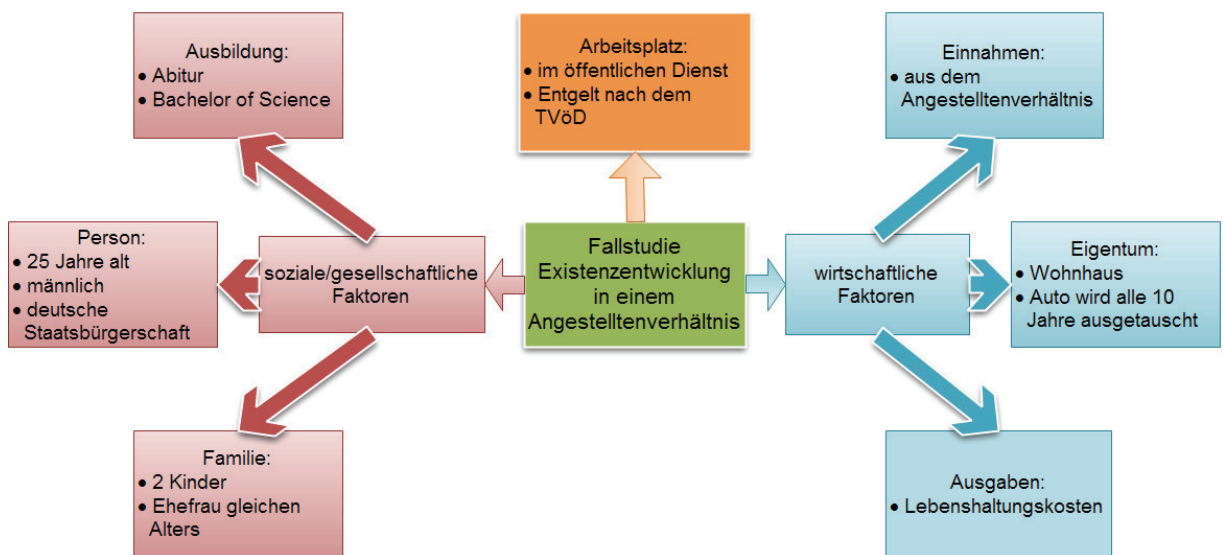 Ausbildung:
• Abitur
• Bachelor of Science
Arbeitsplatz:
• im öffentlichen Dienst
• Entgelt nach dem
TVöD
Einnahmen:
• aus dem
Angestelltenverhältnis
Person:
• 25 Jahre alt
• männlich
• deutsche
Staatsbürgerschaft
soziale/gesellschaftliche
Faktoren
Fallstudie
Existenzentwicklung
in einem
Angestelltenverhältnis
wirtschaftliche
Faktoren
Eigentum:
• Wohnhaus
• Auto wird alle 10
Jahre ausgetauscht
Familie:
• 2 Kinder
• Ehefrau gleichen
Alters
Ausgaben:
• Lebenshaltungskosten